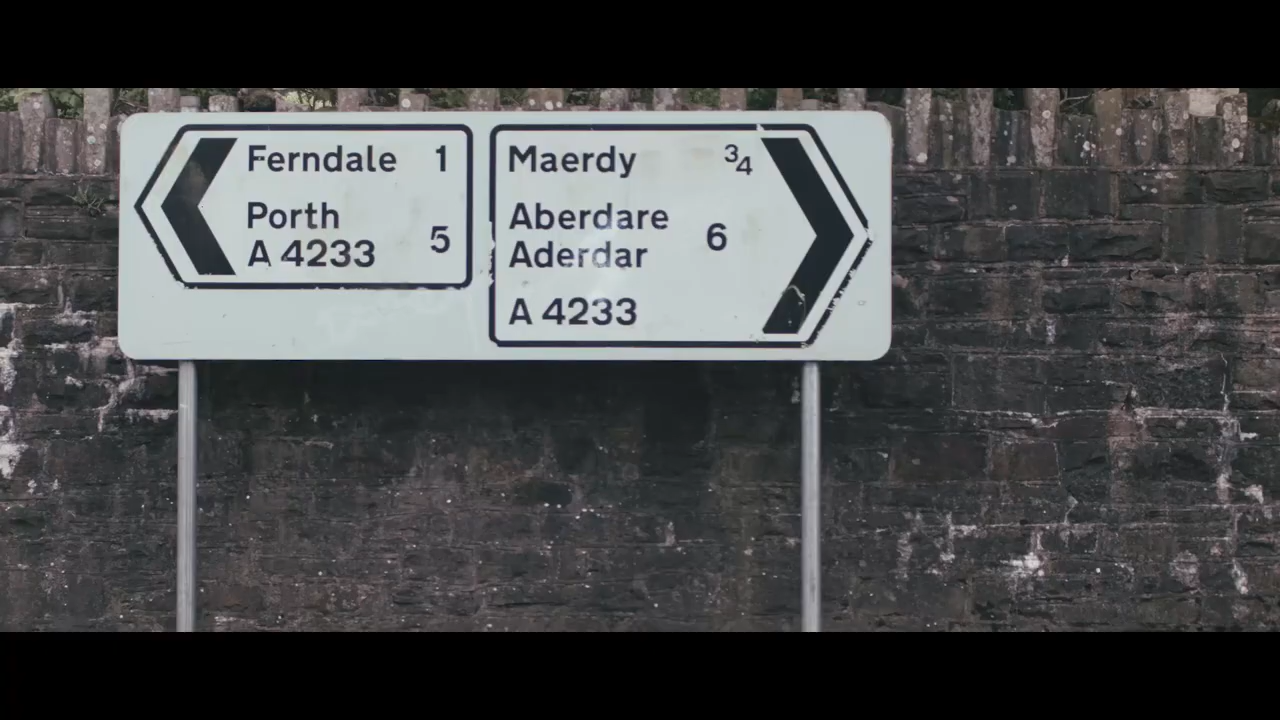 Ferndale 1
Porth
A 4233 5
Maerdy 3/4
Aberdare
Aderdar 6
A 4233